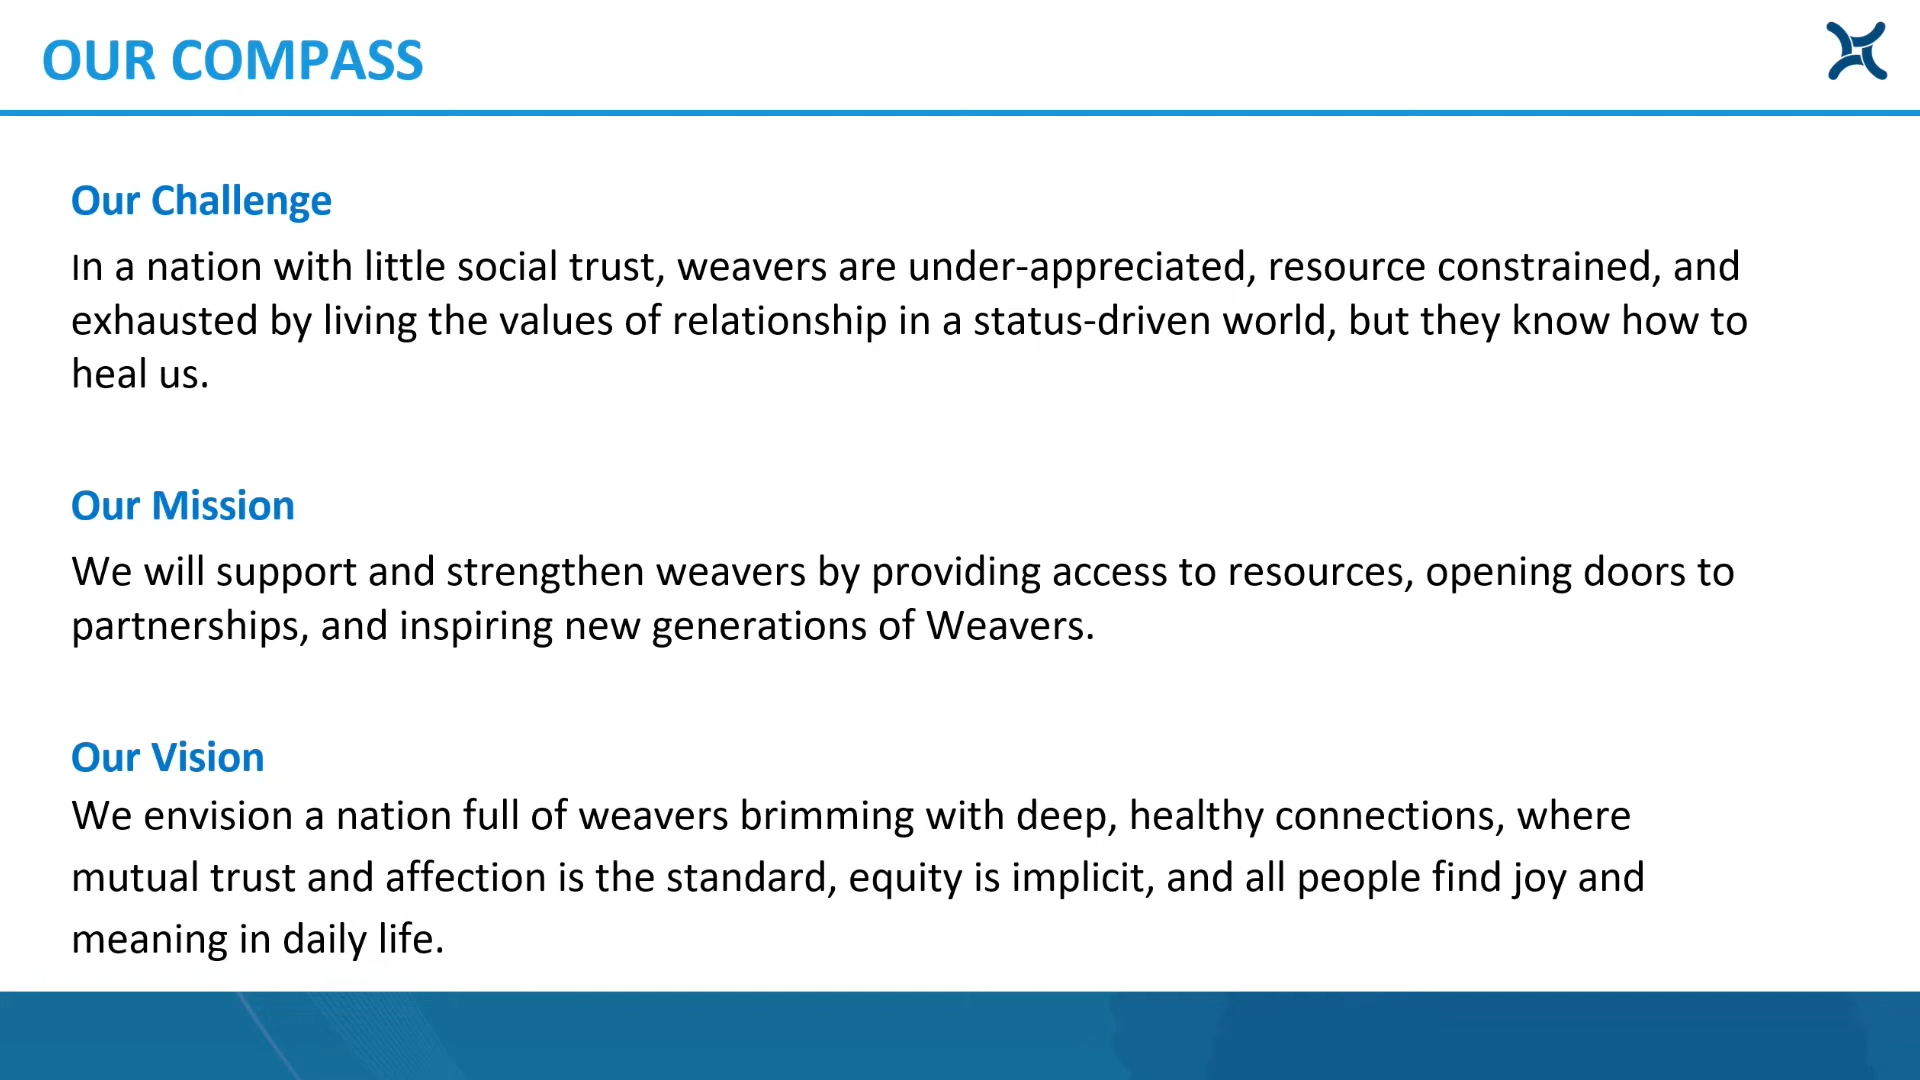 OUR COMPASS
Our Challenge
In a nation with little social trust, weavers are under-appreciated, resource constrained, and
exhausted by living the values of relationship in a status-driven world, but they know how to
heal us.
Our Mission
We will support and strengthen weavers by providing access to resources, opening doors to
partnerships, and inspiring new generations of Weavers.
Our Vision
We envision a nation full of weavers brimming with deep, healthy connections, where
mutual trust and affection is the standard, equity is implicit, and all people find joy and
meaning in daily life.